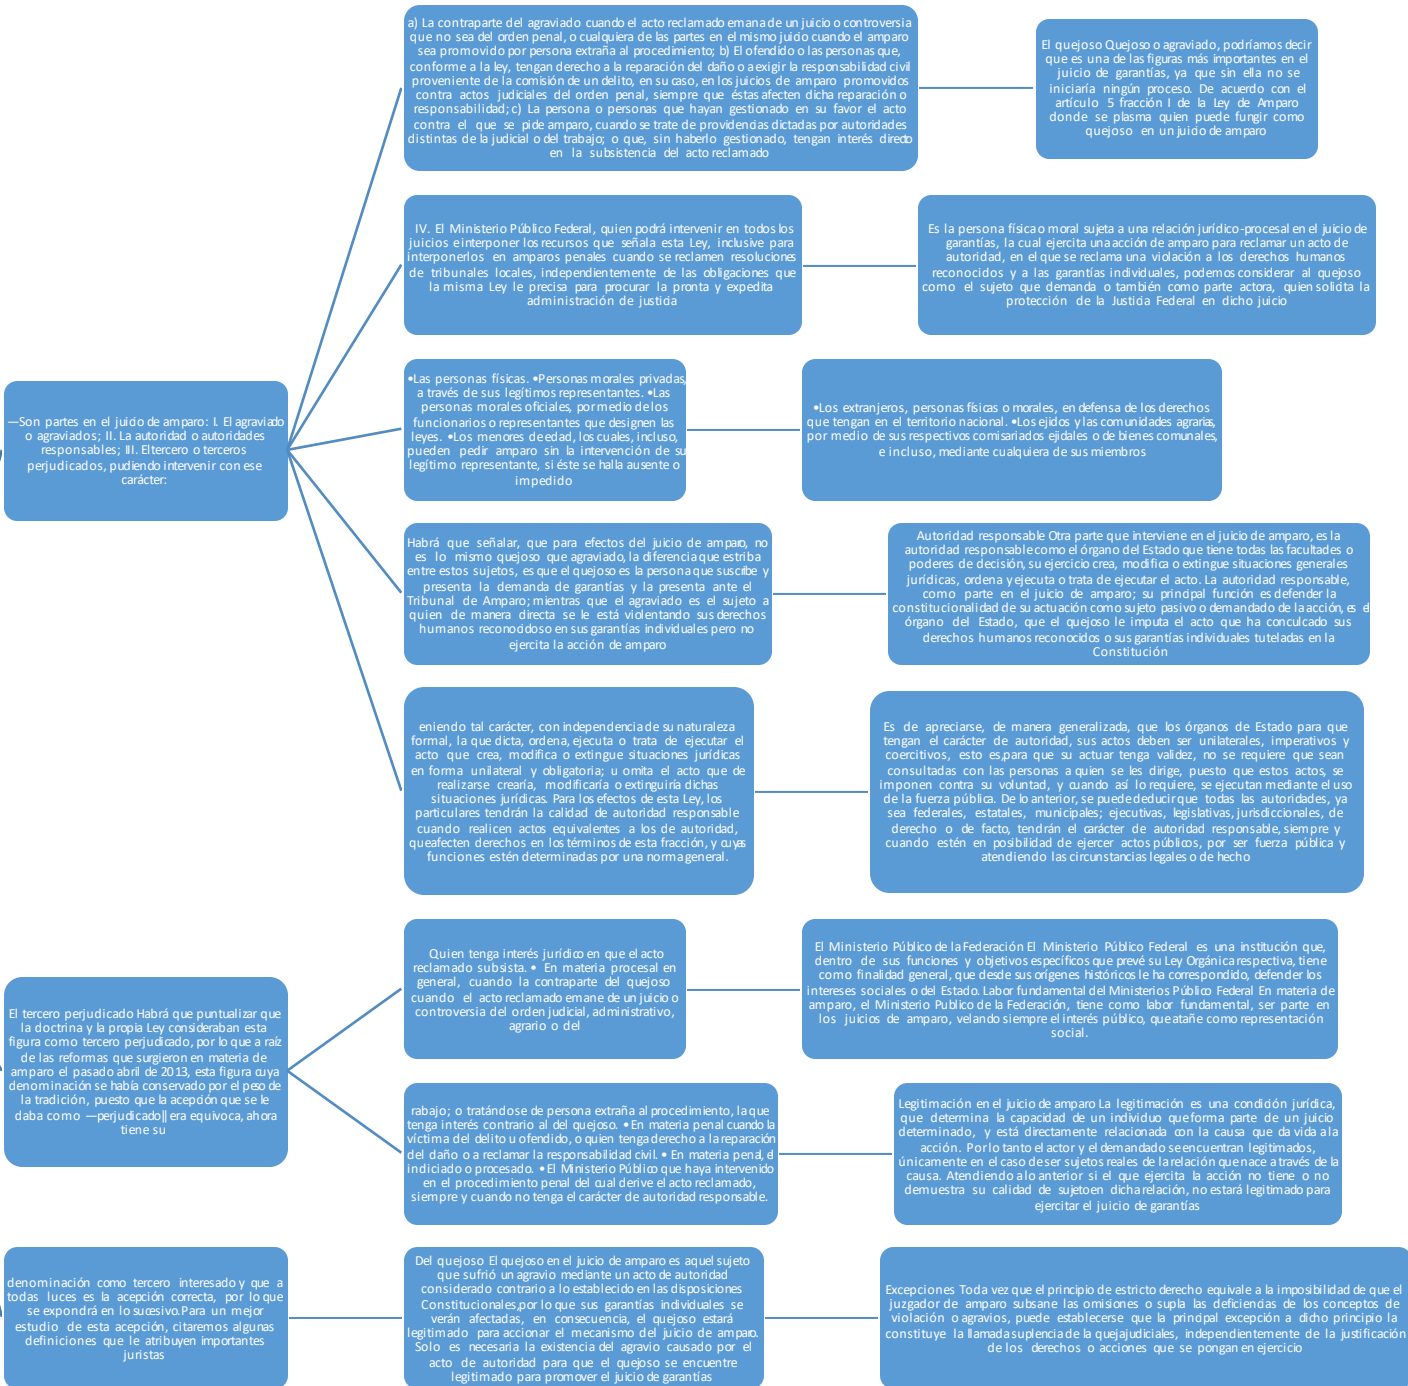 a) La contraparte del agraviado cuando el acto reclamado emana de un juicio o controversia
que no sea del orden penal, o cualquiera de las partes en el mismo juicio cuando el amparo
sea promovido por persona extraña al procedimiento; b) El ofendido o las personas que,
conforme a la ley, tengan derecho a la reparación del daño o a exigir la responsabilidad civil
proveniente de la comisión de un delito, en su caso, en los juicios de amparo promovidos
contra actos judiciales del orden penal, siempre que éstas afecten dicha reparación o
responsabilidad; c) La persona o personas que hayan gestionado en su favor el acto
contra el que se pide amparo, cuando se trate de providencias dictadas por autoridades
distintas de la judicial o del trabajo; o que, sin haberlo gestionado, tengan interés directo
en la subsistencia del acto reclamado
El quejoso Quejoso o agraviado, podríamos decir
que es una de las figuras más importantes en el
juicio de garantías, ya que sin ella no se
iniciaría ningún proceso. De acuerdo con el
artículo 5 fracción I de la Ley de Amparo
donde se plasma quien puede fungir como
quejoso en un juicio de amparo
IV. El Ministerio Público Federal, quien podrá intervenir en todos los
juicios e interponer los recursos que señala esta Ley, inclusive para
interponerlos en amparos penales cuando se reclamen resoluciones
de tribunales locales, independientemente de las obligaciones que
la misma Ley le precisa para procurar la pronta y expedita
administración de justicia
Es la persona física o moral sujeta a una relación jurídico-procesal en el juicio de
garantías, la cual ejercita una acción de amparo para reclamar un acto de
autoridad, en el que se reclama una violación a los derechos humanos
reconocidos y a las garantías individuales, podemos considerar al quejoso
como el sujeto que demanda o también como parte actora, quien solicita la
protección de la Justicia Federal en dicho juicio
—Son partes en el juicio de amparo: I. El agraviado
o agraviados; II. La autoridad o autoridades
responsables; III. El tercero o terceros
perjudicados, pudiendo intervenir con ese
carácter:
•Las personas físicas. •Personas morales privadas,
a través de sus legítimos representantes. •Las
personas morales oficiales, por medio de los
funcionarios o representantes que designen las
leyes. •Los menores de edad, los cuales, incluso,
pueden pedir amparo sin la intervención de su
legítimo representante, si éste se halla ausente o
impedido
•Los extranjeros, personas físicas o morales, en defensa de los derechos
que tengan en el territorio nacional. •Los ejidos y las comunidades agrarias,
por medio de sus respectivos comisariados ejidales o de bienes comunales,
e incluso, mediante cualquiera de sus miembros
Habrá que señalar, que para efectos del juicio de amparo, no
es lo mismo quejoso que agraviado, la diferencia que estriba
entre estos sujetos, es que el quejoso es la persona que suscribe y
presenta la demanda de garantías y la presenta ante el
Tribunal de Amparo; mientras que el agraviado es el sujeto a
quien de manera directa se le está violentando sus derechos
humanos reconocidos o en sus garantías individuales pero no
ejercita la acción de amparo
Autoridad responsable Otra parte que interviene en el juicio de amparo, es la
autoridad responsable como el órgano del Estado que tiene todas las facultades o
poderes de decisión, su ejercicio crea, modifica o extingue situaciones generales
jurídicas, ordena y ejecuta o trata de ejecutar el acto. La autoridad responsable,
como parte en el juicio de amparo; su principal función es defender la
constitucionalidad de su actuación como sujeto pasivo o demandado de la acción, es el
órgano del Estado, que el quejoso le imputa el acto que ha conculcado sus
derechos humanos reconocidos o sus garantías individuales tuteladas en la
Constitución
eniendo tal carácter, con independencia de su naturaleza
formal, la que dicta, ordena, ejecuta o trata de ejecutar el
acto que crea, modifica o extingue situaciones jurídicas
en forma unilateral y obligatoria; u omita el acto que de
realizarse crearía, modificaría o extinguiría dichas
situaciones jurídicas. Para los efectos de esta Ley, los
particulares tendrán la calidad de autoridad responsable
cuando realicen actos equivalentes a los de autoridad,
que afecten derechos en los términos de esta fracción, y cuyas
funciones estén determinadas por una norma general.
Es de apreciarse, de manera generalizada, que los órganos de Estado para que
tengan el carácter de autoridad, sus actos deben ser unilaterales, imperativos y
coercitivos, esto es, para que su actuar tenga validez, no se requiere que sean
consultadas con las personas a quien se les dirige, puesto que estos actos, se
imponen contra su voluntad, y cuando así lo requiere, se ejecutan mediante el uso
de la fuerza pública. De lo anterior, se puede deducir que todas las autoridades, ya
sea federales, estatales, municipales; ejecutivas, legislativas, jurisdiccionales, de
derecho o de facto, tendrán el carácter de autoridad responsable, siempre y
cuando estén en posibilidad de ejercer actos públicos, por ser fuerza pública y
atendiendo las circunstancias legales o de hecho
El tercero perjudicado Habrá que puntualizar que
la doctrina y la propia Ley consideraban esta
figura como tercero perjudicado, por lo que a raíz
de las reformas que surgieron en materia de
amparo el pasado abril de 2013, esta figura cuya
denominación se había conservado por el peso de
la tradición, puesto que la acepción que se le
daba como ―perjudicado‖ era equivoca, ahora
tiene su
Quien tenga interés jurídico en que el acto
reclamado subsista. • En materia procesal en
general, cuando la contraparte del quejoso
cuando el acto reclamado emane de un juicio o
controversia del orden judicial, administrativo,
agrario o del
El Ministerio Público de la Federación El Ministerio Público Federal es una institución que,
dentro de sus funciones y objetivos específicos que prevé su Ley Orgánica respectiva, tiene
como finalidad general, que desde sus orígenes históricos le ha correspondido, defender los
intereses sociales o del Estado. Labor fundamental del Ministerios Público Federal En materia de
amparo, el Ministerio Publico de la Federación, tiene como labor fundamental, ser parte en
los juicios de amparo, velando siempre el interés público, que atañe como representación
social.
rabajo; o tratándose de persona extraña al procedimiento, la que
tenga interés contrario al del quejoso. • En materia penal cuando la
víctima del delito u ofendido, o quien tenga derecho a la reparación
del daño o a reclamar la responsabilidad civil. • En materia penal, el
indiciado o procesado. • El Ministerio Público que haya intervenido
en el procedimiento penal del cual derive el acto reclamado,
siempre y cuando no tenga el carácter de autoridad responsable.
Legitimación en el juicio de amparo La legitimación es una condición jurídica,
que determina la capacidad de un individuo que forma parte de un juicio
determinado, y está directamente relacionada con la causa que da vida a la
acción. Por lo tanto el actor y el demandado se encuentran legitimados,
únicamente en el caso de ser sujetos reales de la relación que nace a través de la
causa. Atendiendo a lo anterior si el que ejercita la acción no tiene o no
demuestra su calidad de sujeto en dicha relación, no estará legitimado para
ejercitar el juicio de garantías
denominación como tercero interesado y que a
todas luces es la acepción correcta, por lo que
se expondrá en lo sucesivo. Para un mejor
estudio de esta acepción, citaremos algunas
definiciones que le atribuyen importantes
juristas
Del quejoso El quejoso en el juicio de amparo es aquel sujeto
que sufrió un agravio mediante un acto de autoridad
considerado contrario a lo establecido en las disposiciones
Constitucionales, por lo que sus garantías individuales se
verán afectadas, en consecuencia, el quejoso estará
legitimado para accionar el mecanismo del juicio de amparo.
Solo es necesaria la existencia del agravio causado por el
acto de autoridad para que el quejoso se encuentre
legitimado para promover el juicio de garantías
Excepciones Toda vez que el principio de estricto derecho equivale a la imposibilidad de que el
juzgador de amparo subsane las omisiones o supla las deficiencias de los conceptos de
violación o agravios, puede establecerse que la principal excepción a dicho principio la
constituye la llamada suplencia de la quejajudiciales, independientemente de la justificación
de los derechos o acciones que se pongan en ejercicio